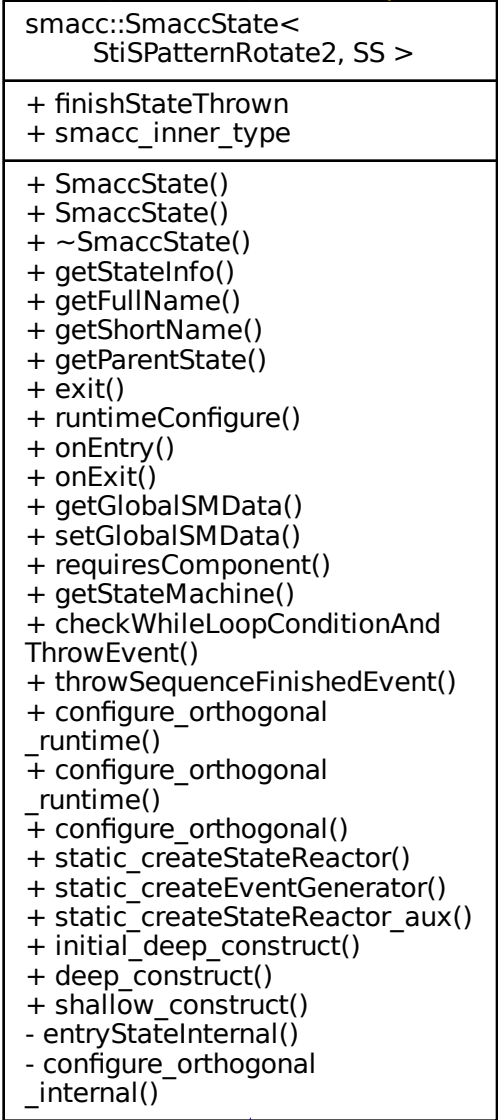 smacc::SmaccState<
StiSPatternRotate2, SS >
+ finishStateThrown
+ smacc_inner_type
+ SmaccState()
+ SmaccState()
+ ~SmaccState()
+ getStateInfo()
+ getFullName()
+ getShortName()
+ getParentState()
+ exit()
+ runtimeConfigure()
+ onEntry()
+ onExit()
+ getGlobalSMData()
+ setGlobalSMData()
+ requiresComponent()
+ getStateMachine()
+ checkWhileLoopConditionAnd
ThrowEvent()
+ throwSequenceFinishedEvent()
+ configure_orthogonal
_runtime()
+ configure_orthogonal
_runtime()
+ configure_orthogonal()
+ static_createStateReactor()
+ static_createEventGenerator()
+ static_createStateReactor_aux()
+ initial_deep_construct()
+ deep_construct()
+ shallow_construct()
- entryStateInternal()
- configure_orthogonal
_internal()